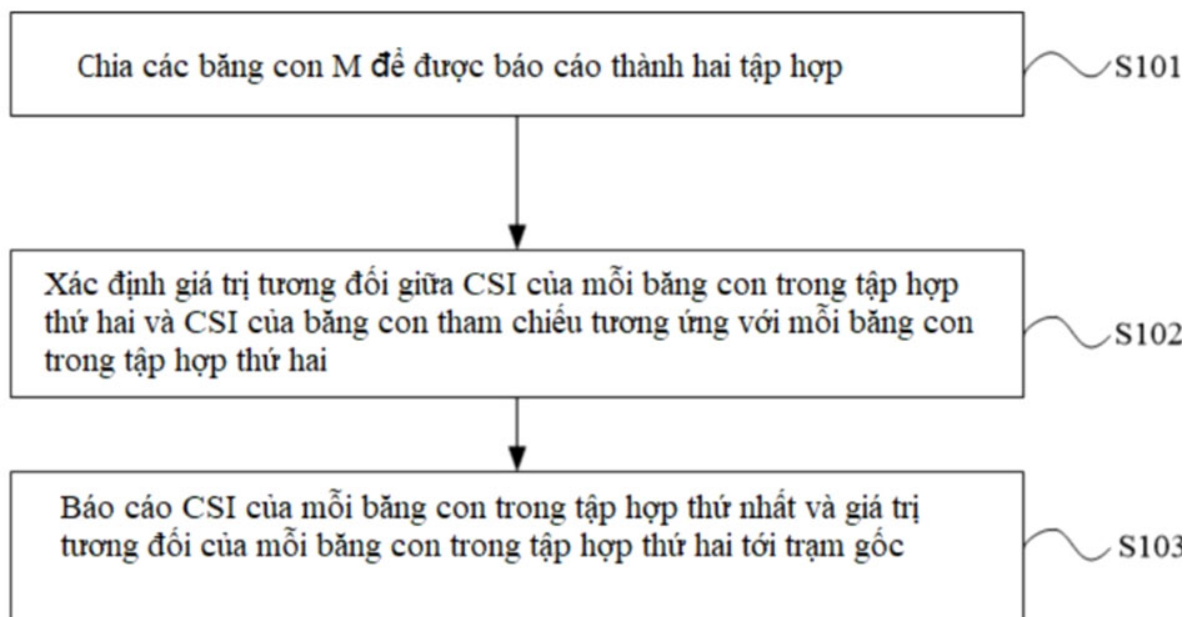 Chia các băng con M để được báo cáo thành hai tập hợp
S101
Xác định giá trị tương đối giữa CSI của mỗi băng con trong tập hợp
thứ hai và CSI của băng con tham chiếu tương ứng với mỗi băng con
trong tập hợp thứ hai
S102
Báo cáo CSI của mỗi băng con trong tập hợp thứ nhất và giá trị
tương đối của mỗi băng con trong tập hợp thứ hai tới trạm gốc
S103